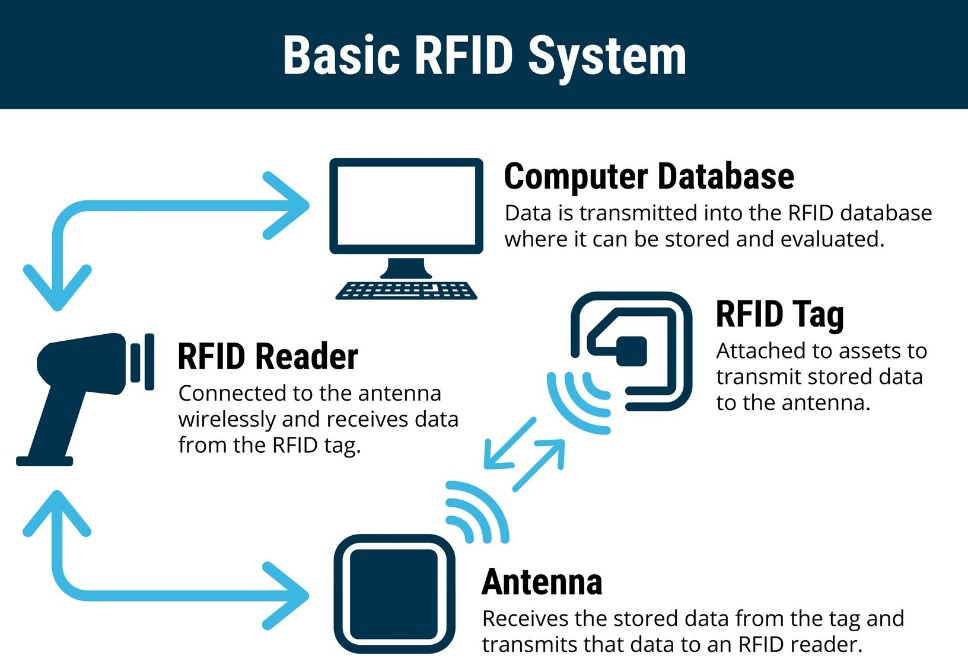 Basic RFID System
Computer Database
Data is transmitted into the RFID database
where it can be stored and evaluated.
RFID Tag
Attached to assets to
transmit stored data
to the antenna.
RFID Reader
Connected to the antenna
wirelessly and receives data
from the RFID tag.
Antenna
Receives the stored data from the tag and
transmits that data to an RFID reader.